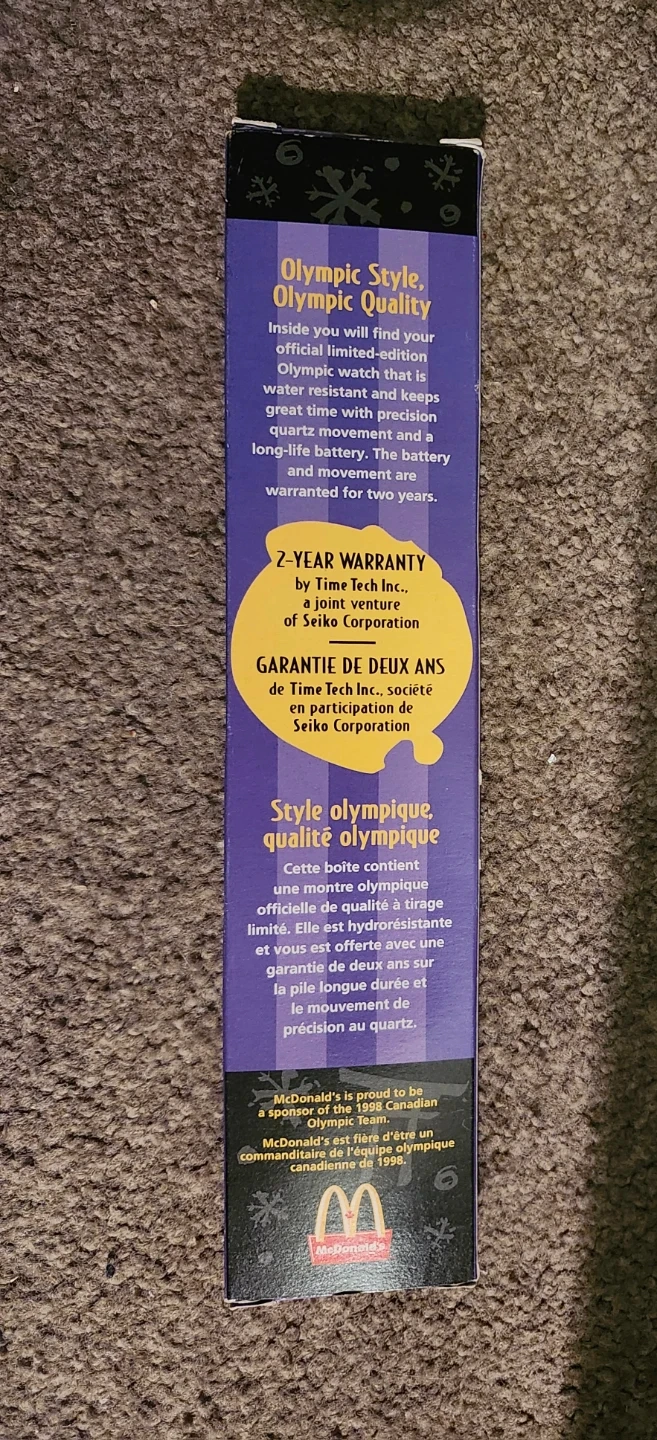 Olympic Style,
Olympic Quality
Inside you will find your
official limited-edition
Olympic watch that is
water resistant and keeps
great time with precision
quartz movement and a
long-life battery. The battery
and movement are
warranted for two years.
2-YEAR WARRANTY
by Time Tech Inc.,
a joint venture
of Seiko Corporation
GARANTIE DE DEUX ANS
de Time Tech Inc., société
en participation de
Seiko Corporation
Style olympique,
qualité olympique
Cette boîte contient
une montre olympique
officielle de qualité à tirage
limité. Elle est hydrorésistante
et vous est offerte avec une
garantie de deux ans sur
la pile longue durée et
le mouvement de
précision au quartz.
McDonald's is proud to be
a sponsor of the 1998 Canadian
Olympic Team.
McDonald's est fière d'être un
commanditaire de l'équipe olympique
canadienne de 1998.
McDonald's